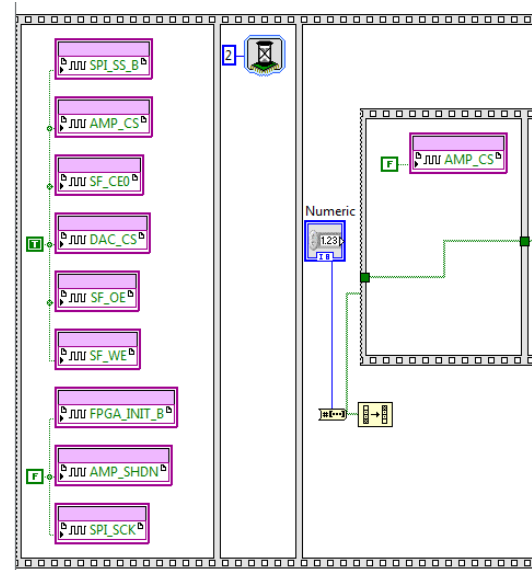 SPI_SS_B
AMP_CS
SF_CE0
T
DAC_CS
SF_OE
SF_WE
FPGA_INIT_B
F
AMP_SHDN
SPI_SCK
2
Numeric
1.23
I8
F
AMP_CS
#[...]